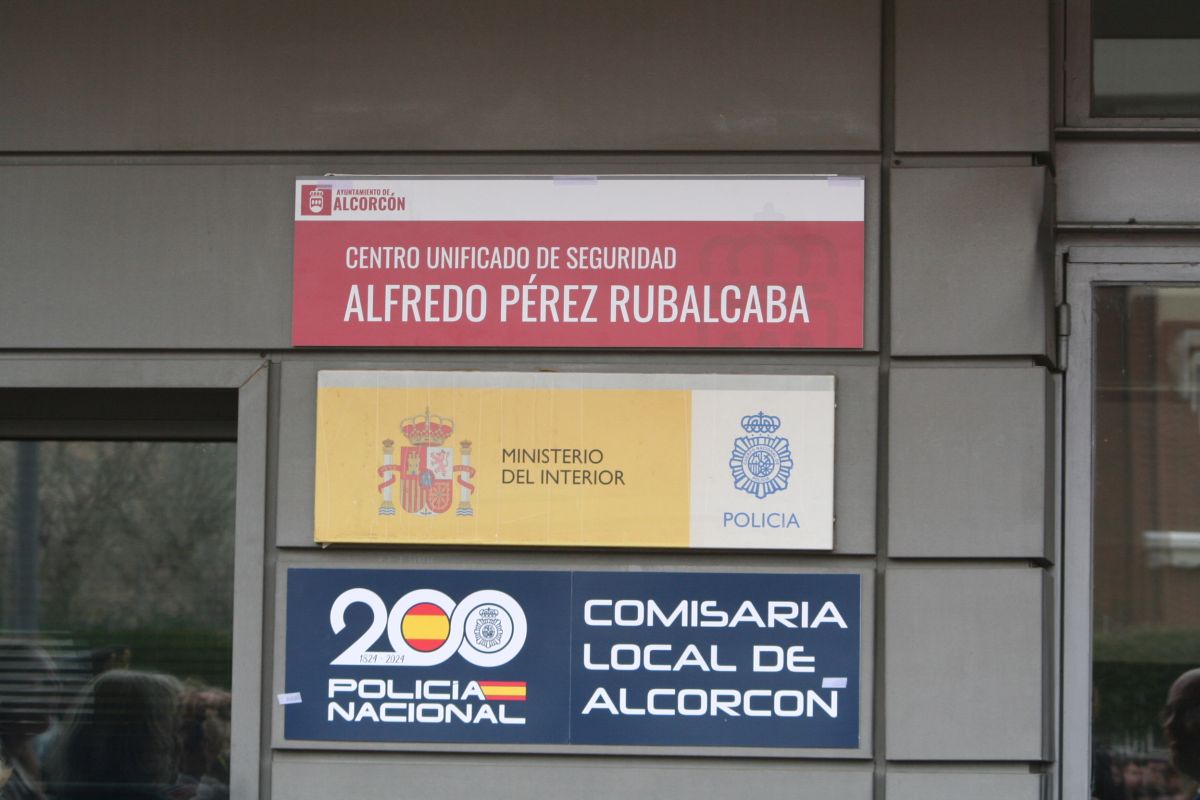 AYUNTAMIENTO DE
ALCORCÓN
CENTRO UNIFICADO DE SEGURIDAD
ALFREDO PÉREZ RUBALCABA
MINISTERIO
DEL INTERIOR
POLICIA
200
1824 - 2024
POLICÍA
NACIONAL
COMISARIA
LOCAL DE
ALCORCON